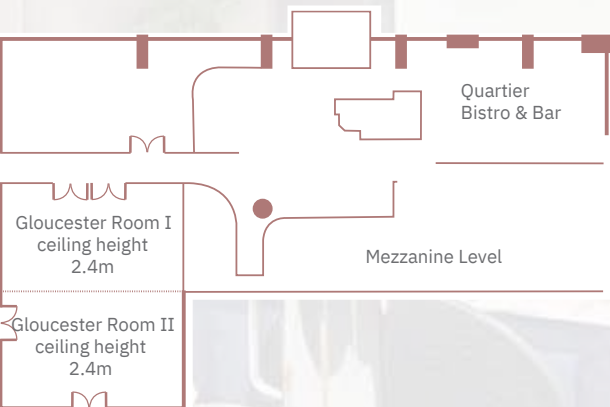 Quartier
Bistro & Bar
Gloucester Room I
ceiling height
2.4m
Mezzanine Level
Gloucester Room II
ceiling height
2.4m